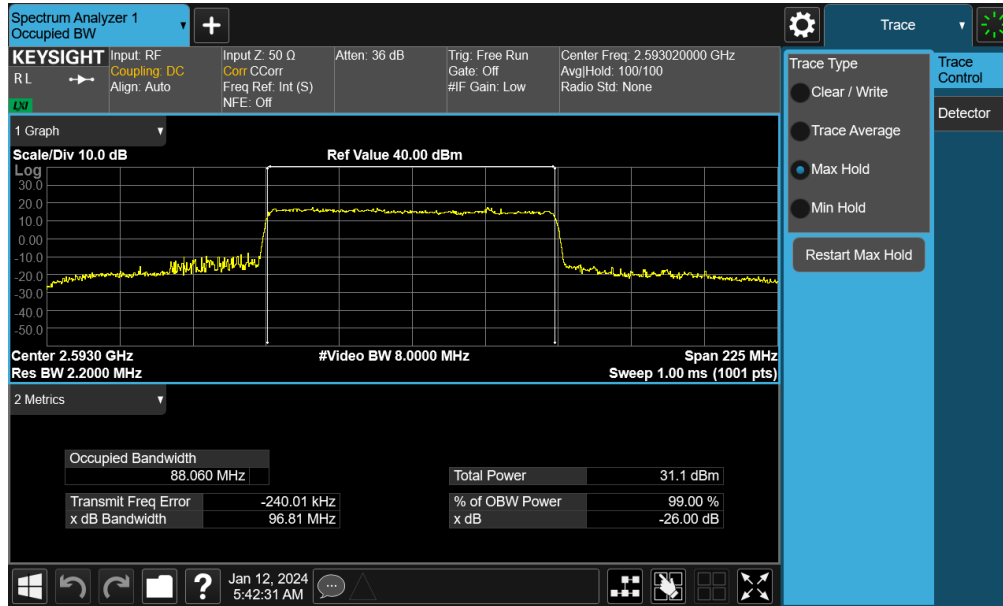 Spectrum Analyzer 1
Occupied BW
+
Trace
KEYSIGHT
R L
LXI
Input: RF
Coupling: DC
Align: Auto
Input Z: 50 Ω
Corr CCorr
Freq Ref: Int (S)
NFE: Off
Atten: 36 dB
Trig: Free Run
Gate: Off
#IF Gain: Low
Center Freq: 2.593020000 GHz
Avg|Hold: 100/100
Radio Std: None
Trace Type
Clear / Write
Trace Average
Max Hold
Min Hold
Restart Max Hold
Trace
Control
Detector
1 Graph
Scale/Div 10.0 dB
Ref Value 40.00 dBm
Log
30.0
20.0
10.0
0.00
-10.0
-20.0
-30.0
-40.0
-50.0
Center 2.5930 GHz
#Video BW 8.0000 MHz
Span 225 MHz
Res BW 2.2000 MHz
Sweep 1.00 ms (1001 pts)
2 Metrics
Occupied Bandwidth
88.060 MHz
Total Power 31.1 dBm
Transmit Freq Error -240.01 kHz
% of OBW Power 99.00 %
x dB Bandwidth 96.81 MHz
x dB -26.00 dB
?
Jan 12, 2024
5:42:31 AM